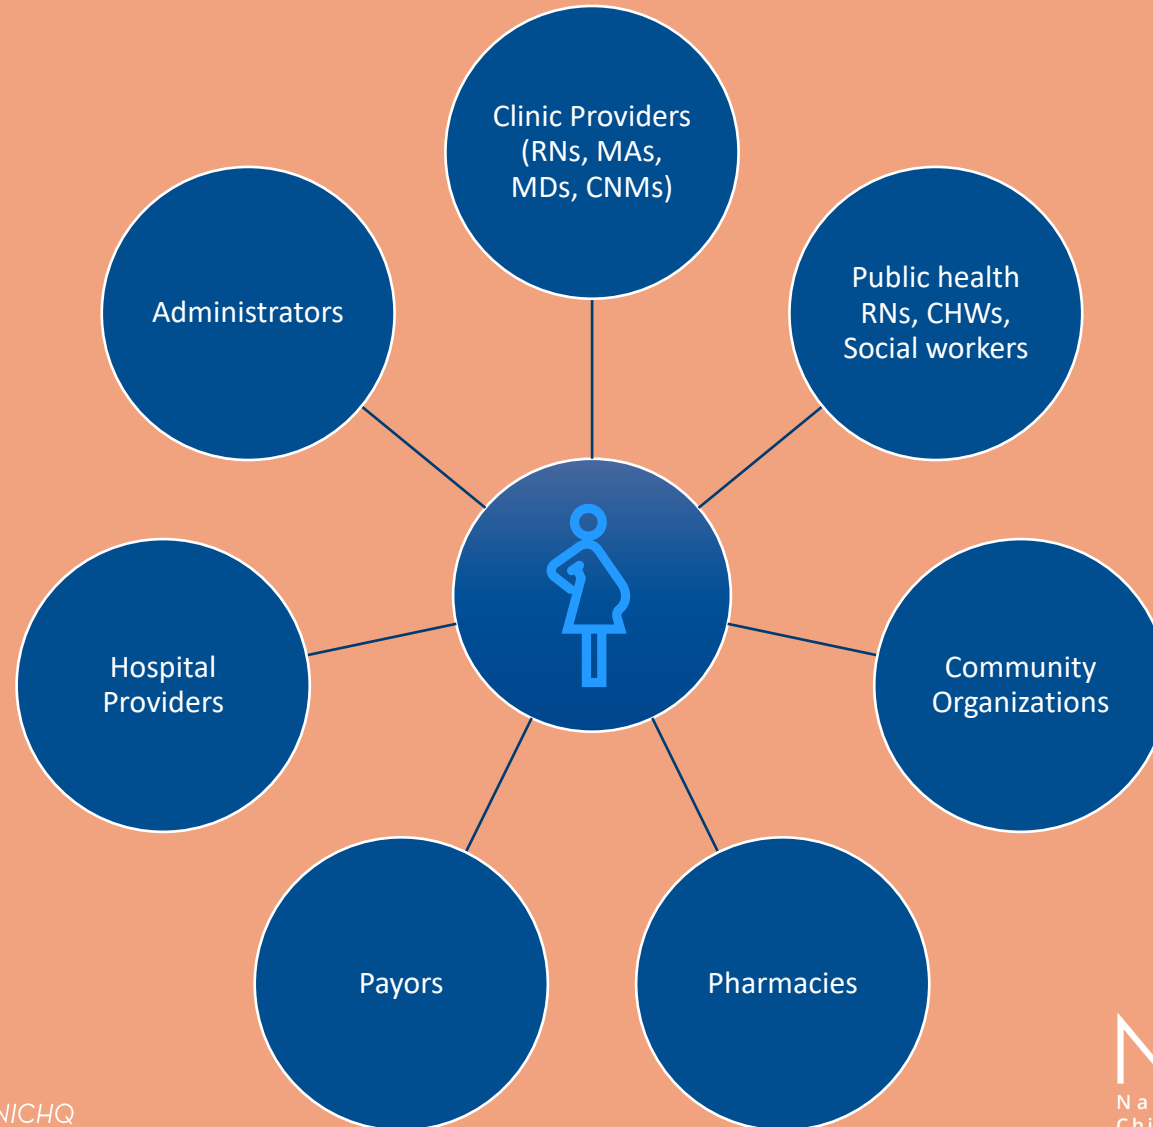 Clinic Providers
(RNs, MAs,
MDs, CNMs)
Public health
RNs, CHWs,
Social workers
Administrators
Hospital
Providers
Community
Organizations
Payors
Pharmacies
NICHQ